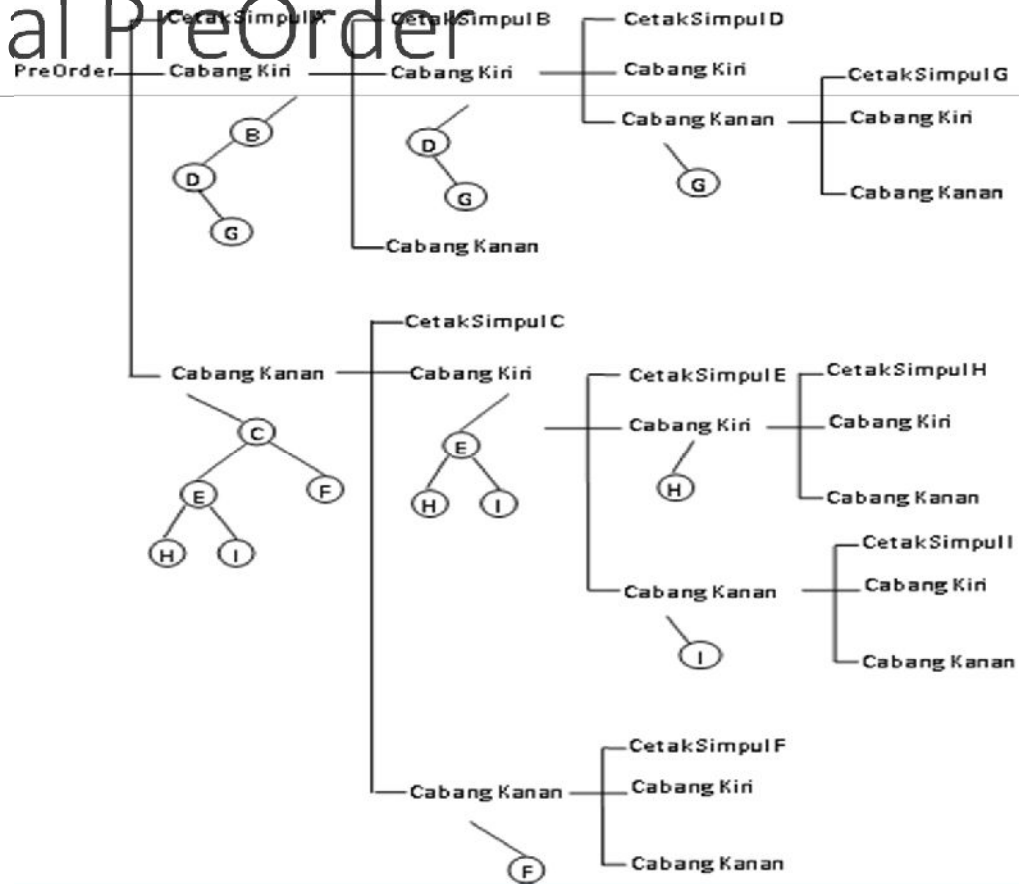 al PreOrder
CetakSimpul A CetakSimpul B CetakSimpul D
PreOrder Cabang Kiri Cabang Kiri Cabang Kiri CetakSimpul G
Cabang Kanan Cabang Kiri
B D
D G G Cabang Kanan
G
Cabang Kanan
CetakSimpul C
Cabang Kanan Cabang Kiri CetakSimpul E CetakSimpul H
C E Cabang Kiri Cabang Kiri
E F H I H Cabang Kanan
H I CetakSimpul I
Cabang Kanan Cabang Kiri
I Cabang Kanan
CetakSimpul F
Cabang Kanan Cabang Kiri
F Cabang Kanan